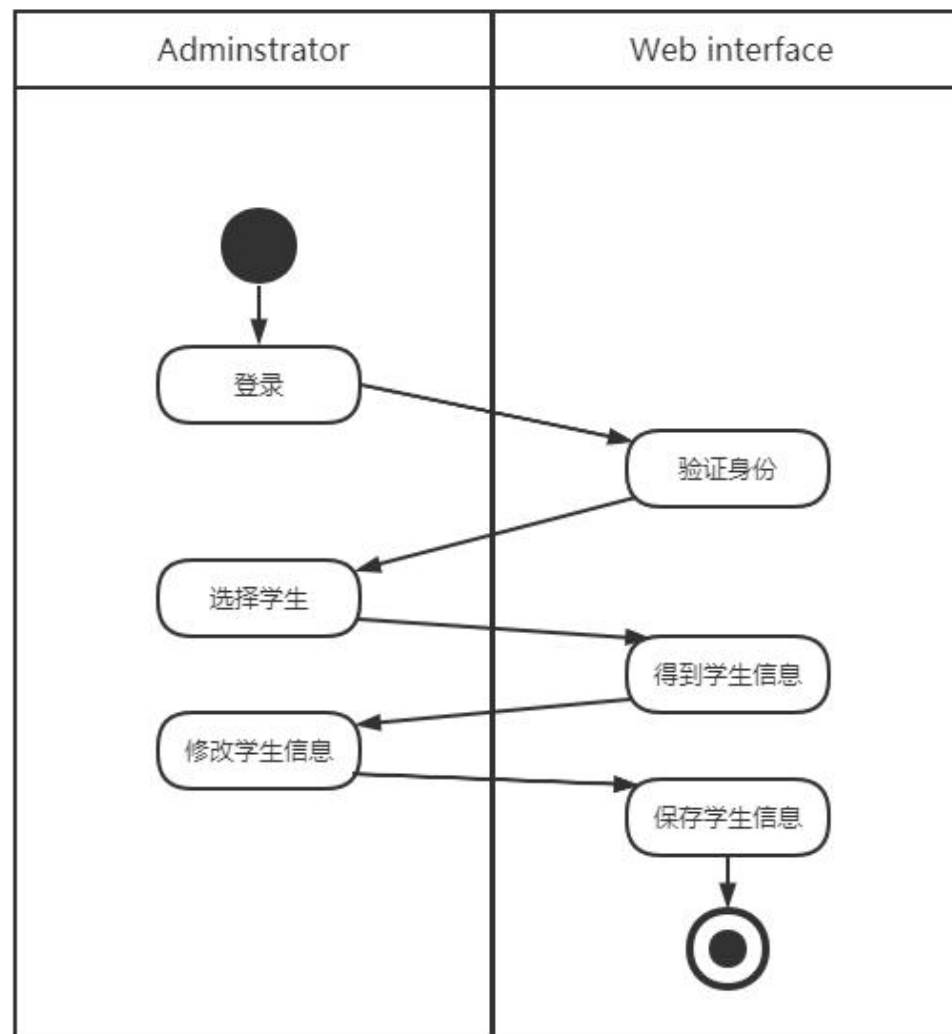 Adminstrator
Web interface
登录
验证身份
选择学生
得到学生信息
修改学生信息
保存学生信息